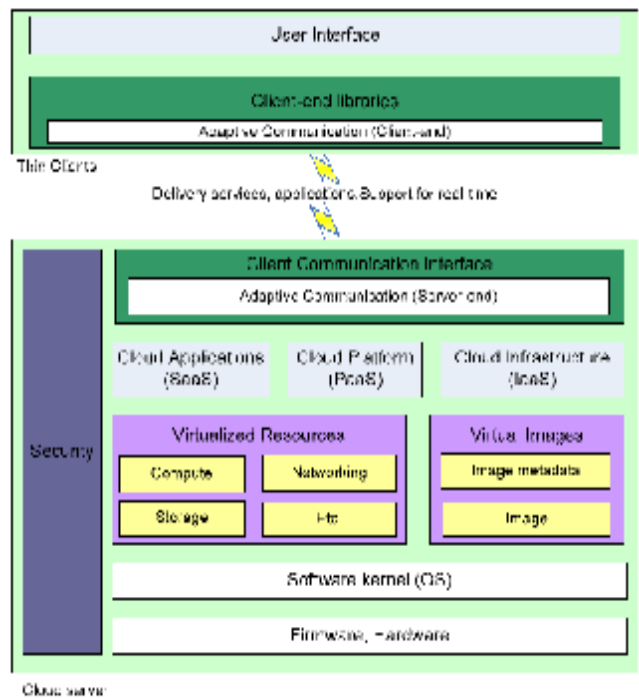 User Interface
Client-end libraries
Adaptive Communication (Client-end)
Thin Clients
Delivery services, applications.Support for real time
Client Communication Interface
Adaptive Communication (Server end)
Cloud Applications
(SaaS)
Cloud Platform
(PaaS)
Cloud Infrastructure
(IaaS)
Security
Virtualized Resources
Compute
Networking
Storage
Etc
Virtual Images
Image metadata
Image
Software kernel (OS)
Firmware, Hardware
Cloud server